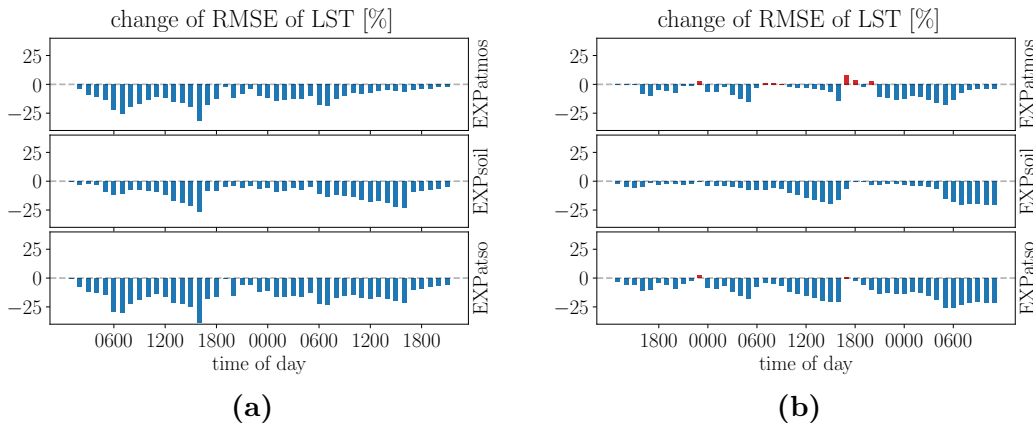 change of RMSE of LST [%]
25
0
−25
EXPatmos
25
0
−25
EXPsoil
25
0
−25
EXPatso
0600 1200 1800 0000 0600 1200 1800
time of day
(a)
change of RMSE of LST [%]
25
0
−25
EXPatmos
25
0
−25
EXPsoil
25
0
−25
EXPatso
1800 0000 0600 1200 1800 0000 0600
time of day
(b)